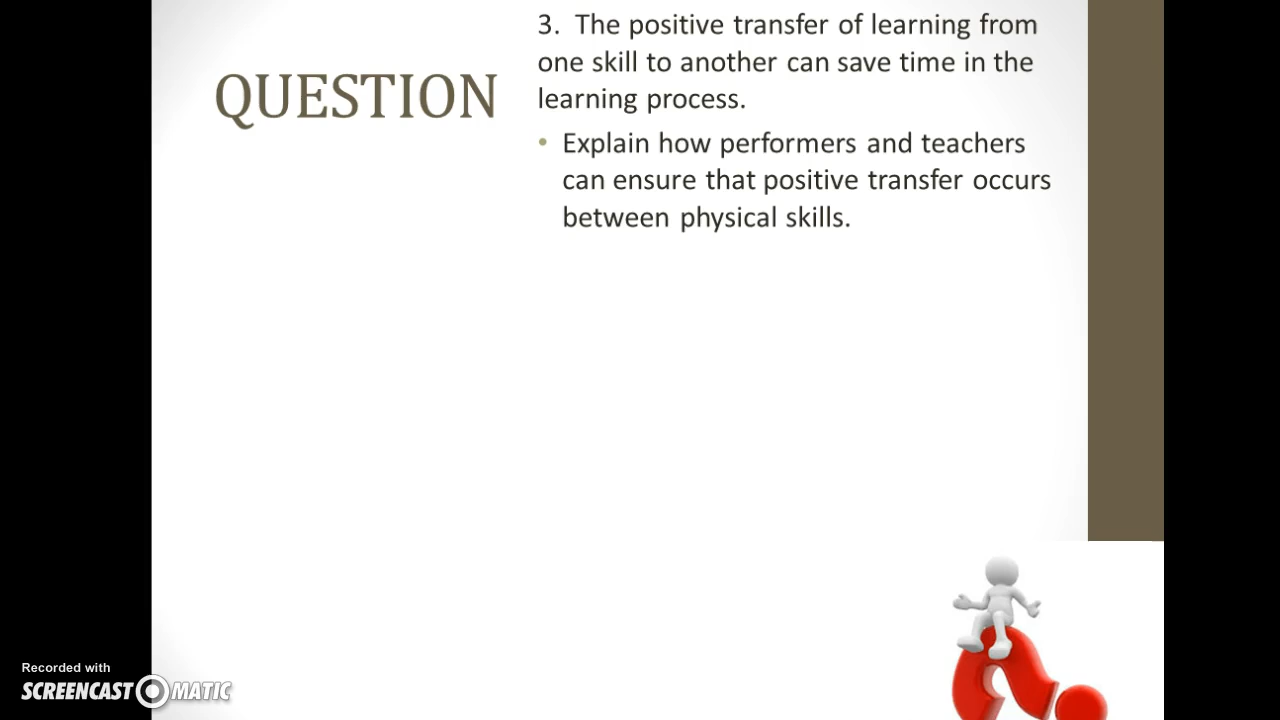 QUESTION
3. The positive transfer of learning from
one skill to another can save time in the
learning process.
• Explain how performers and teachers
can ensure that positive transfer occurs
between physical skills.
Recorded with
SCREENCAST MATIC